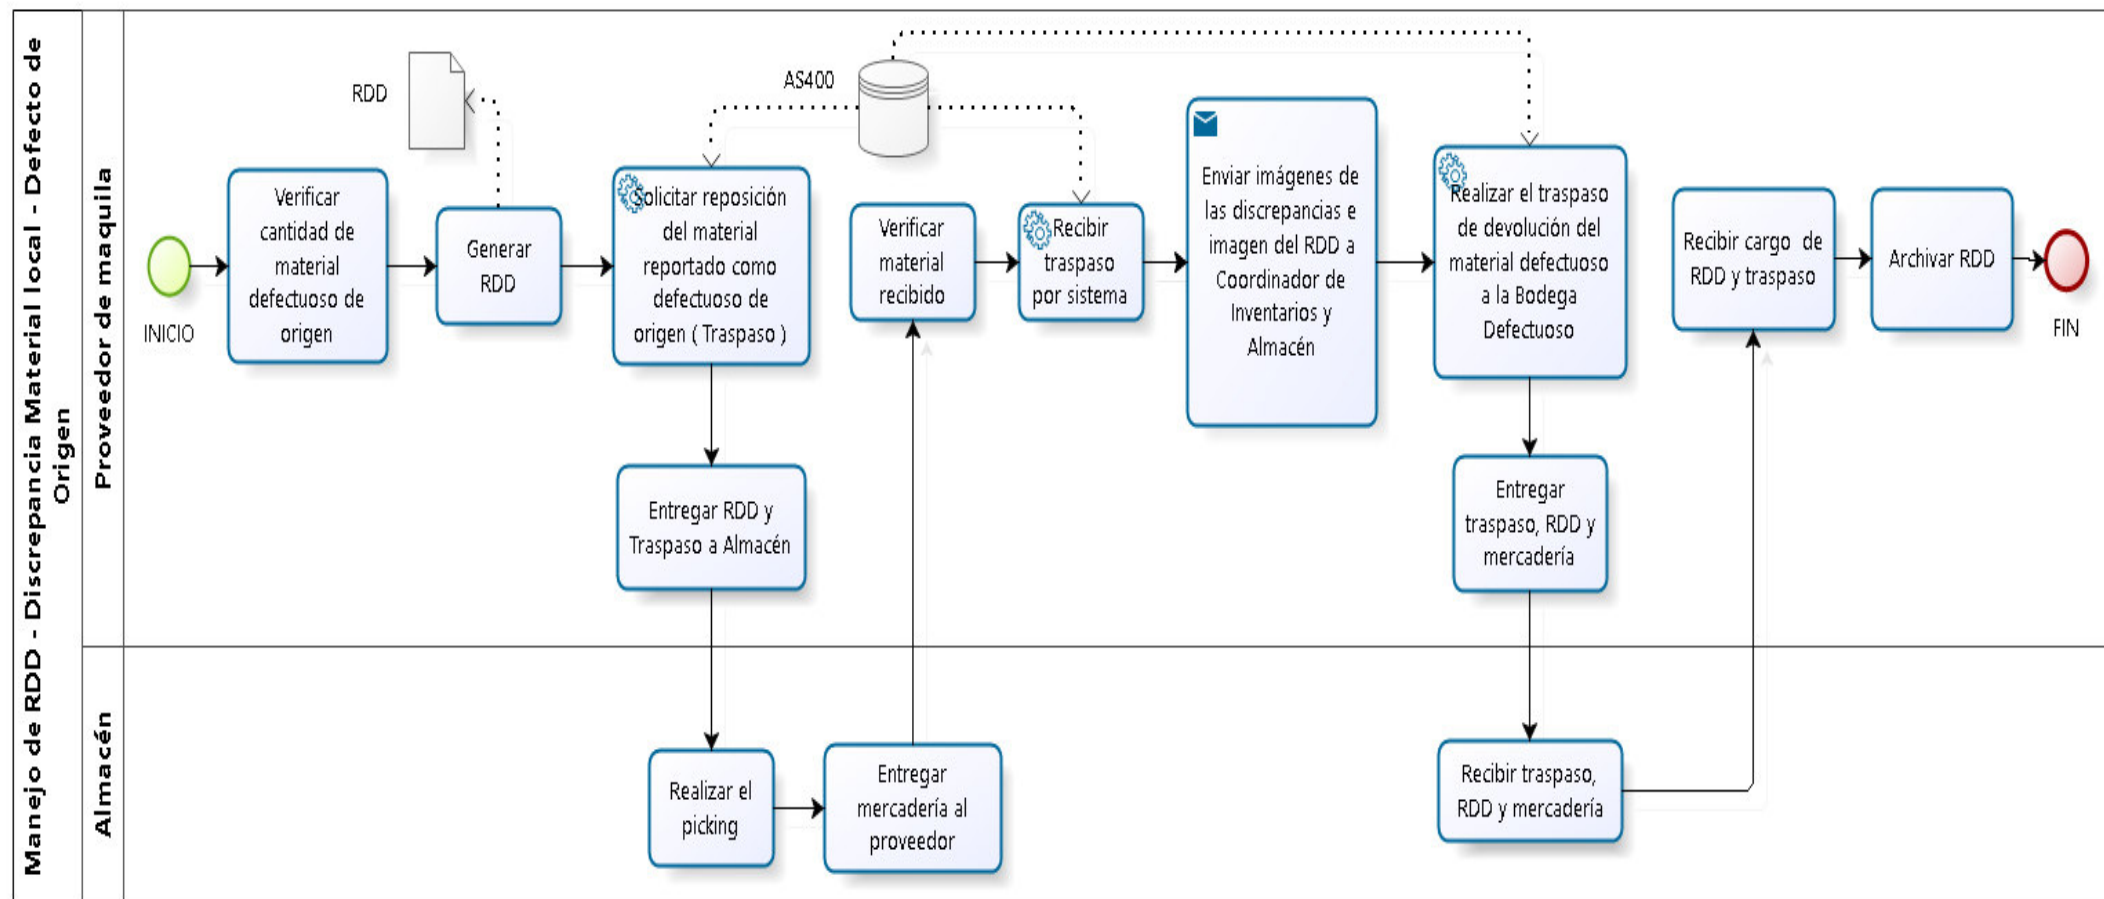 Manejo de RDD - Discrepancia Material local - Defecto de
Origen
Proveedor de maquila
Almacén
INICIO
Verificar
cantidad de
material
defectuoso de
origen
RDD
Generar
RDD
AS400
Solicitar reposición
del material
reportado como
defectuoso de
origen ( Traspaso )
Entregar RDD y
Traspaso a Almacén
Realizar el
picking
Entregar
mercadería al
proveedor
Verificar
material
recibido
Recibir
traspaso
por sistema
Enviar imágenes de
las discrepancias e
imagen del RDD a
Coordinador de
Inventarios y
Almacén
Realizar el traspaso
de devolución del
material defectuoso
a la Bodega
Defectuoso
Entregar
traspaso, RDD y
mercadería
Recibir traspaso,
RDD y mercadería
Recibir cargo  de
RDD y traspaso
Archivar RDD
FIN